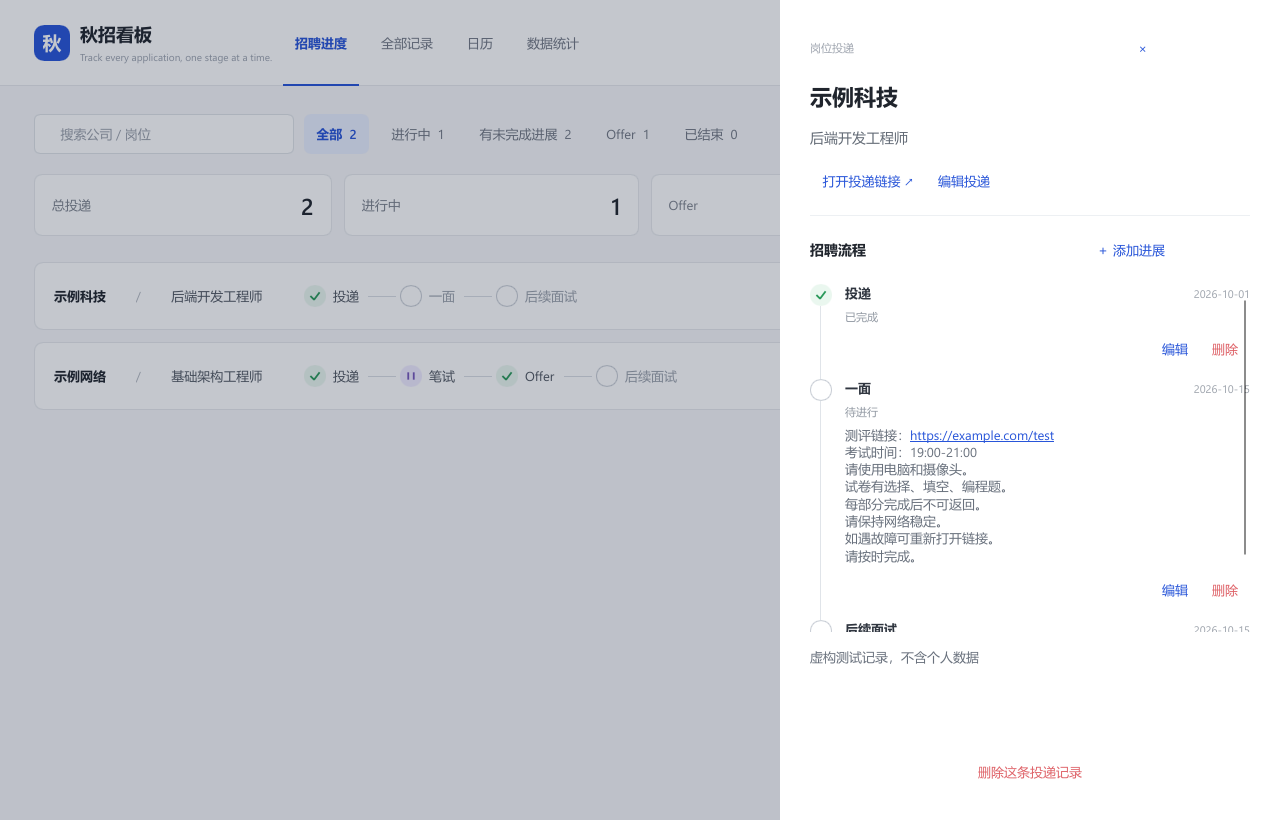 秋
秋招看板
Track every application, one stage at a time.
招聘进度
全部记录
日历
数据统计
搜索公司 / 岗位
全部 2
进行中 1
有未完成进展 2
Offer 1
已结束 0
总投递 2
进行中 1
Offer
示例科技 / 后端开发工程师
投递
一面
后续面试
示例网络 / 基础架构工程师
投递
笔试
Offer
后续面试
岗位投递
×
示例科技
后端开发工程师
打开投递链接 ↗
编辑投递
招聘流程
+ 添加进展
投递 2026-10-01
已完成
编辑 删除
一面 2026-10-15
待进行
测评链接：https://example.com/test
考试时间：19:00-21:00
请使用电脑和摄像头。
试卷有选择、填空、编程题。
每部分完成后不可返回。
请保持网络稳定。
如遇故障可重新打开链接。
请按时完成。
编辑 删除
后续面试 2026-10-15
虚构测试记录，不含个人数据
删除这条投递记录